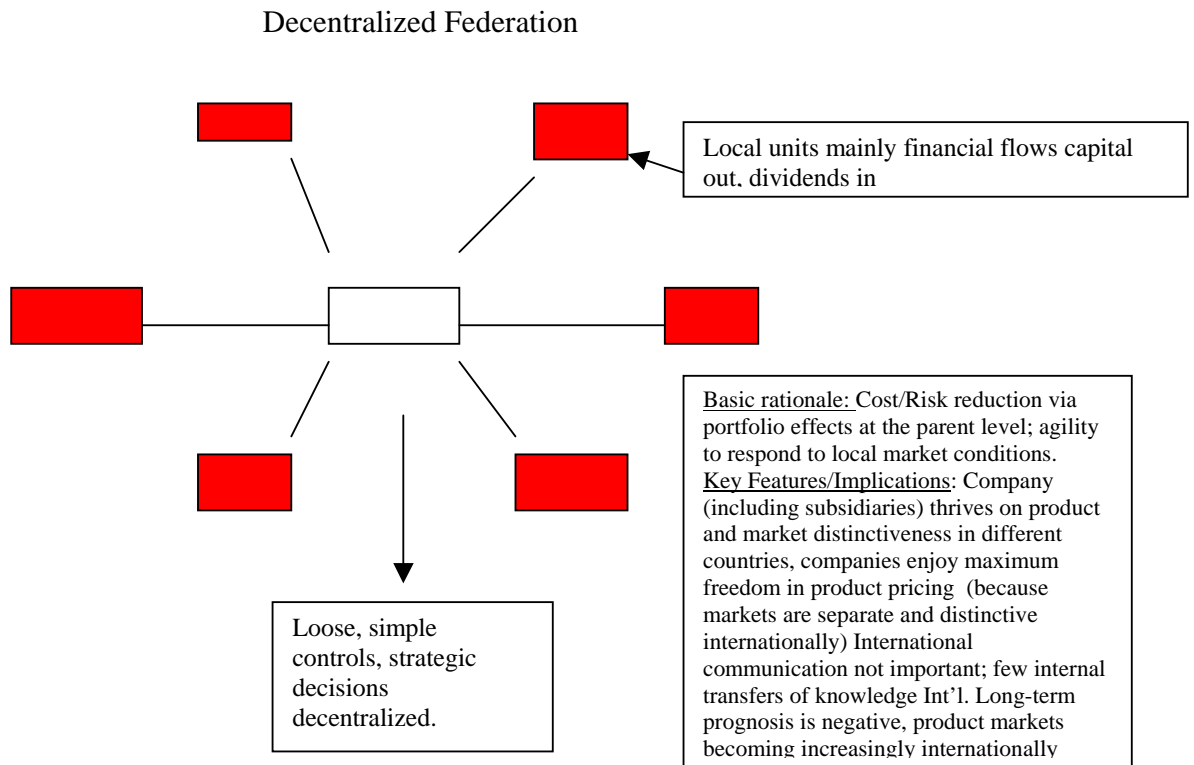 Decentralized Federation
Local units mainly financial flows capital
out, dividends in
Basic rationale: Cost/Risk reduction via
portfolio effects at the parent level; agility
to respond to local market conditions.
Key Features/Implications: Company
(including subsidiaries) thrives on product
and market distinctiveness in different
countries, companies enjoy maximum
freedom in product pricing  (because
markets are separate and distinctive
internationally) International
communication not important; few internal
transfers of knowledge Int’l. Long-term
prognosis is negative, product markets
becoming increasingly internationally
Loose, simple
controls, strategic
decisions
decentralized.